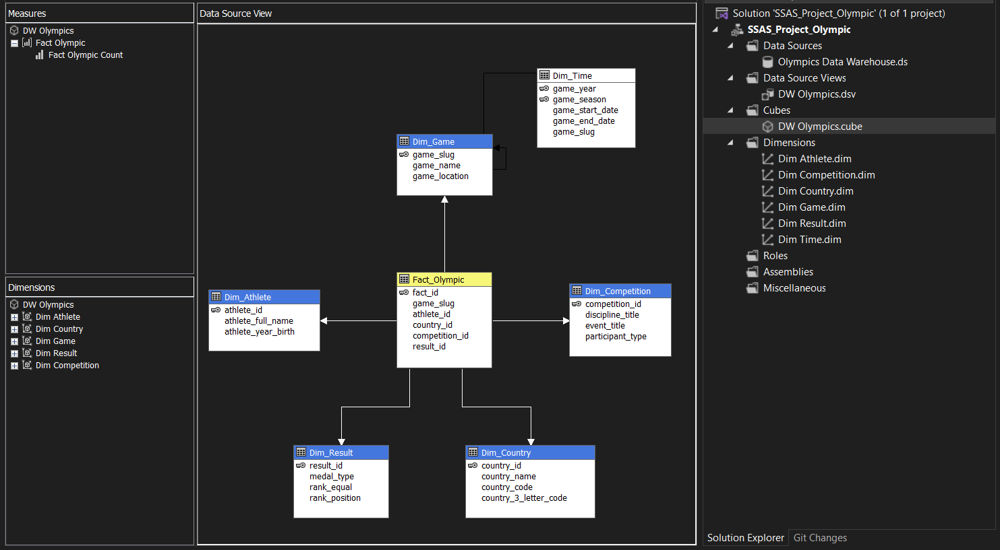 Measures
DW Olympics
Fact Olympic
Fact Olympic Count
Dimensions
DW Olympics
Dim Athlete
Dim Country
Dim Game
Dim Result
Dim Competition
Data Source View
Dim_Time
game_year
game_season
game_start_date
game_end_date
game_slug
Dim_Game
game_slug
game_name
game_location
Fact_Olympic
fact_id
game_slug
athlete_id
country_id
competition_id
result_id
Dim_Athlete
athlete_id
athlete_full_name
athlete_year_birth
Dim_Competition
competition_id
discipline_title
event_title
participant_type
Dim_Result
result_id
medal_type
rank_equal
rank_position
Dim_Country
country_id
country_name
country_code
country_3_letter_code
Solution 'SSAS_Project_Olympic' (1 of 1 project)
SSAS_Project_Olympic
Data Sources
Olympics Data Warehouse.ds
Data Source Views
DW Olympics.dsv
Cubes
DW Olympics.cube
Dimensions
Dim Athlete.dim
Dim Competition.dim
Dim Country.dim
Dim Game.dim
Dim Result.dim
Dim Time.dim
Roles
Assemblies
Miscellaneous
Solution Explorer
Git Changes